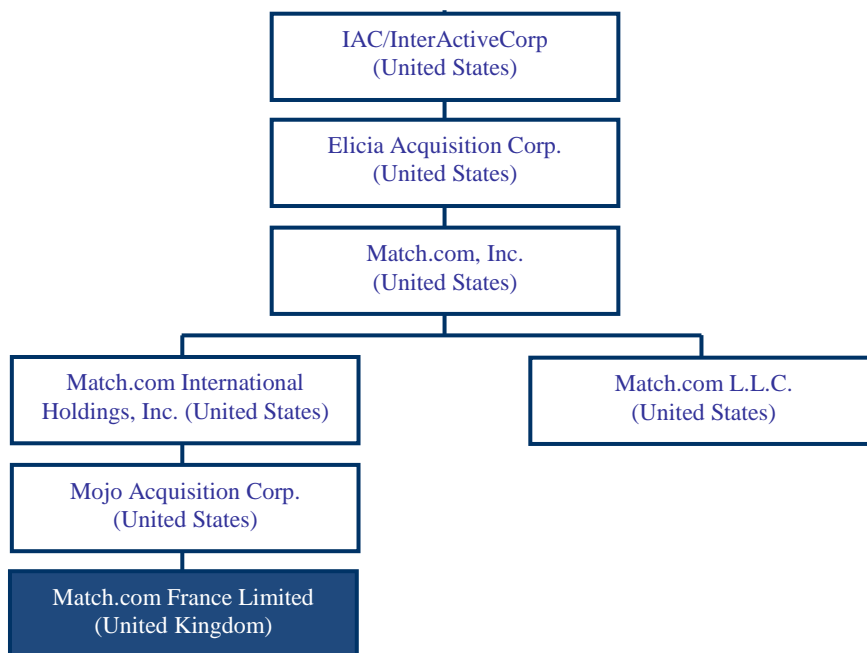 IAC/InterActiveCorp
(United States)
Elicia Acquisition Corp.
(United States)
Match.com, Inc.
(United States)
Match.com International
Holdings, Inc. (United States)
Match.com L.L.C.
(United States)
Mojo Acquisition Corp.
(United States)
Match.com France Limited
(United Kingdom)